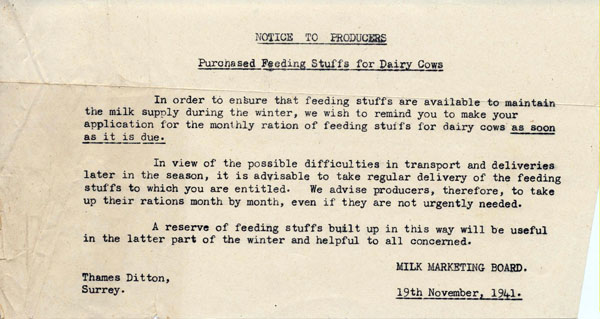 NOTICE TO PRODUCERS
Purchased Feeding Stuffs for Dairy Cows
In order to ensure that feeding stuffs are available to maintain
the milk supply during the winter, we wish to remind you to make your
application for the monthly ration of feeding stuffs for dairy cows as soon
as it is due.
In view of the possible difficulties in transport and deliveries
later in the season, it is advisable to take regular delivery of the feeding
stuffs to which you are entitled. We advise producers, therefore, to take
up their rations month by month, even if they are not urgently needed.
A reserve of feeding stuffs built up in this way will be useful
in the latter part of the winter and helpful to all concerned.
MILK MARKETING BOARD.
Thames Ditton,
Surrey.
19th November, 1941.